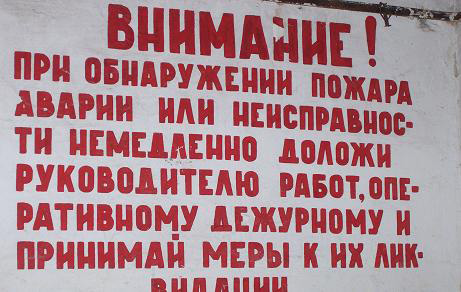 ВНИМАНИЕ!
ПРИ ОБНАРУЖЕНИИ ПОЖАРА
АВАРИИ ИЛИ НЕИСПРАВНОС-
ТИ НЕМЕДЛЕННО ДОЛОЖИ
РУКОВОДИТЕЛЮ РАБОТ, ОПЕ-
РАТИВНОМУ ДЕЖУРНОМУ И
ПРИНИМАЙ МЕРЫ К ИХ ЛИК-
ВИДАЦИИ